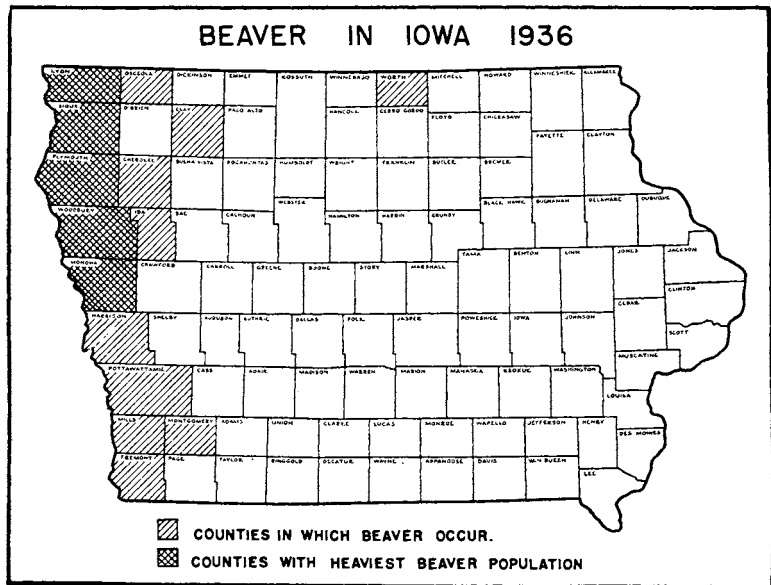 BEAVER IN IOWA 1936
LYON OSCEOLA DICKINSON EMMET KOSSUTH WINNEBAGO WORTH MITCHELL HOWARD WINNESHIEK ALLAMAKEE
SIOUX O'BRIEN CLAY PALO ALTO HANCOCK CERRO GORDO FLOYD CHICKASAW
FAYETTE CLAYTON
PLYMOUTH CHEROKEE BUENA VISTA POCAHONTAS HUMBOLDT WRIGHT FRANKLIN BUTLER BREMER
WOODBURY IDA SAC CALHOUN WEBSTER HAMILTON HARDIN GRUNDY BLACK HAWK BUCHANAN DELAWARE DUBUQUE
MONONA CRAWFORD CARROLL GREENE BOONE STORY MARSHALL TAMA BENTON LINN JONES JACKSON
CLINTON
HARRISON SHELBY AUDUBON GUTHRIE DALLAS POLK JASPER POWESHIEK IOWA JOHNSON CEDAR SCOTT
MUSCATINE
POTTAWATTAMIE CASS ADAIR MADISON WARREN MARION MAHASKA KEOKUK WASHINGTON LOUISA
MILLS MONTGOMERY ADAMS UNION CLARKE LUCAS MONROE WAPELLO JEFFERSON HENRY DES MOINES
FREMONT PAGE TAYLOR RINGGOLD DECATUR WAYNE APPANOOSE DAVIS VAN BUREN LEE
COUNTIES IN WHICH BEAVER OCCUR.
COUNTIES WITH HEAVIEST BEAVER POPULATION